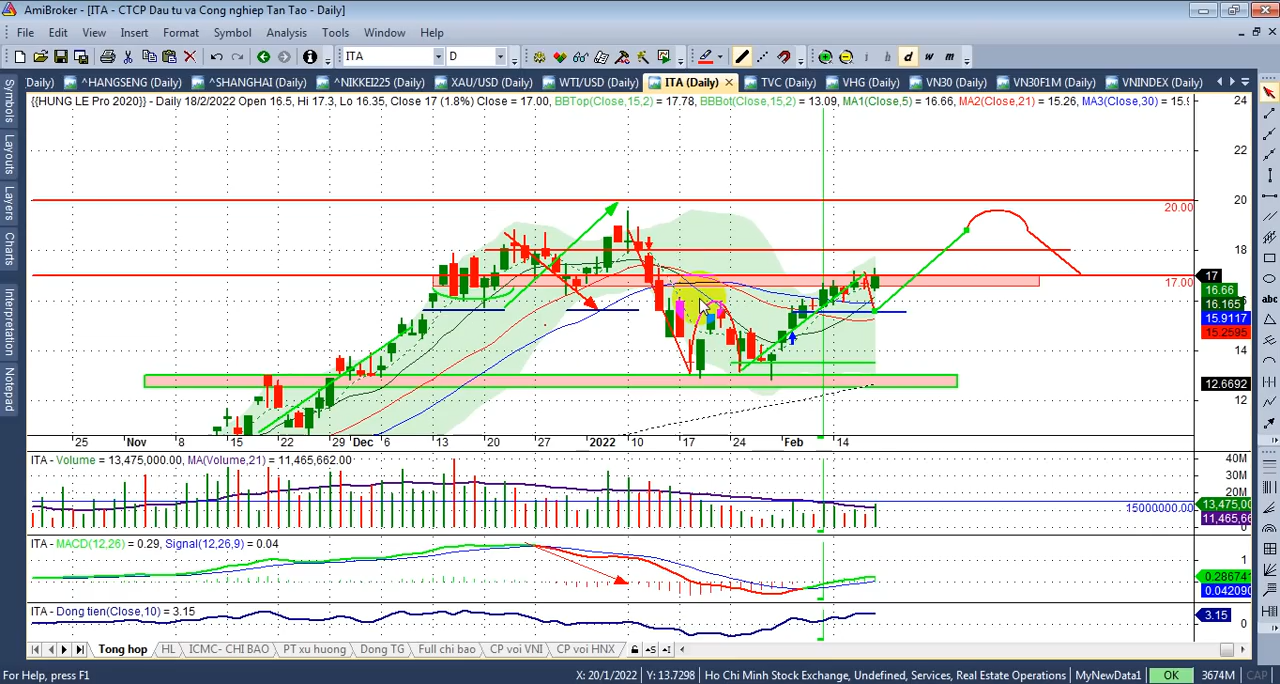 AmiBroker - [ITA - CTCP Dau tu va Cong nghiep Tan Tao - Daily]
File Edit View Insert Format Symbol Analysis Tools Window Help
ITA D i h d w m
Daily) ^HANGSENG (Daily) ^SHANGHAI (Daily) ^NIKKEI225 (Daily) XAU/USD (Daily) WTI/USD (Daily) ITA (Daily) TVC (Daily) VHG (Daily) VN30 (Daily) VN30F1M (Daily) VNINDEX (Daily)
{{HUNG LE Pro 2020}} - Daily 18/2/2022 Open 16.5, Hi 17.3, Lo 16.35, Close 17 (1.8%) Close = 17.00, BBTop(Close,15,2) = 17.78, BBBot(Close,15,2) = 13.09, MA1(Close,5) = 16.66, MA2(Close,21) = 15.26, MA3(Close,30) = 15.9
Symbols
Layouts
Layers
Charts
Interpretation
Notepad
abc
24
22
20
20.00
18
17
17.00
16.66
16.165
15.9117
15.2595
14
12.6692
12
25 Nov 8 15 22 29 Dec 6 13 20 27 2022 10 17 24 Feb 14
ITA - Volume = 13,475,000.00, MA(Volume,21) = 11,465,662.00
40M
30M
20M
15000000.00
13,475,00
11,465,66
0
ITA - MACD(12,26) = 0.29, Signal(12,26,9) = 0.04
1
0.286741
0.042090
ITA - Dong tien(Close,10) = 3.15
3.15
0
Tong hop HL ICMC- CHI BAO PT xu huong Dong TG Full chi bao CP voi VNI CP voi HNX
For Help, press F1 X: 20/1/2022 Y: 13.7298 Ho Chi Minh Stock Exchange, Undefined, Services, Real Estate Operations MyNewData1 OK 3674M CAP